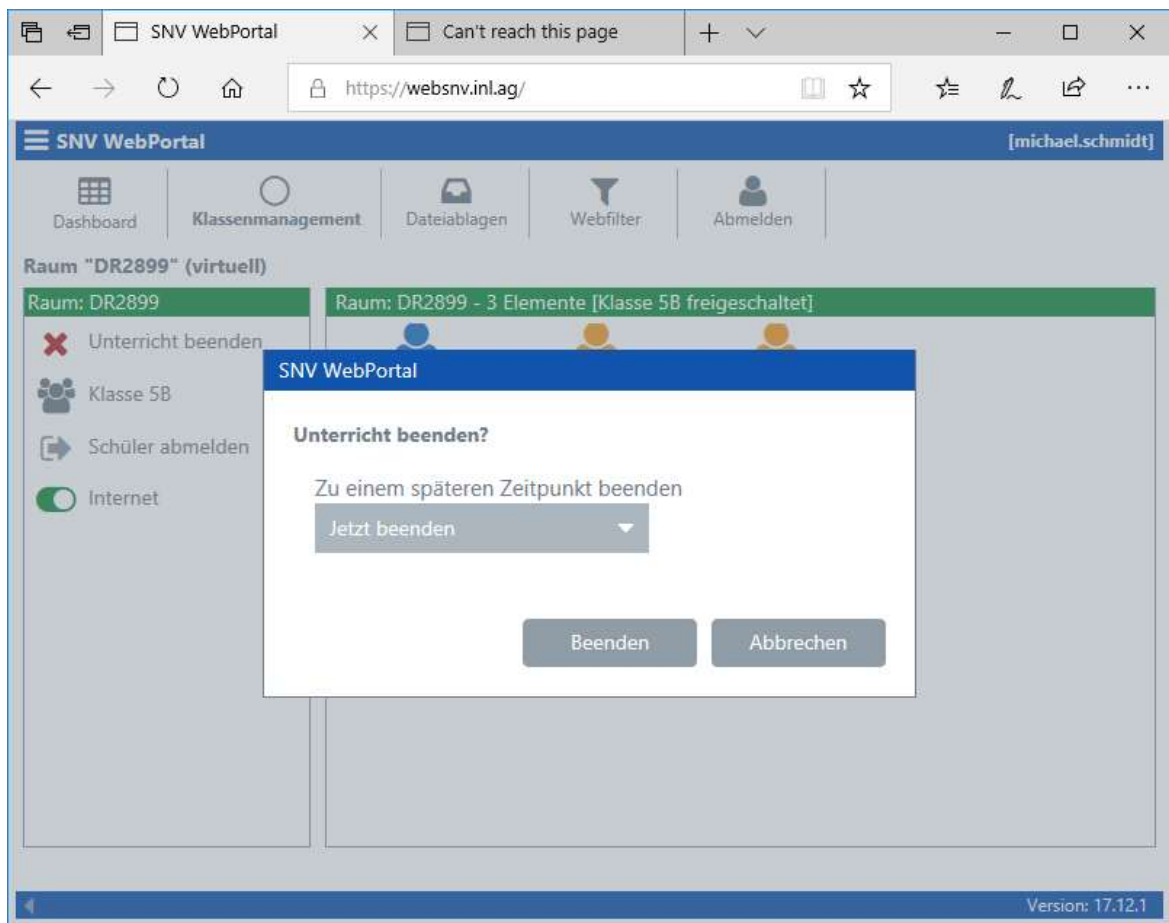 SNV WebPortal
Can't reach this page
https://websnv.inl.ag/
SNV WebPortal
[michael.schmidt]
Dashboard
Klassenmanagement
Dateiablagen
Webfilter
Abmelden
Raum "DR2899" (virtuell)
Raum: DR2899
Unterricht beenden
Klasse 5B
Schüler abmelden
Internet
Raum: DR2899 - 3 Elemente [Klasse 5B freigeschaltet]
SNV WebPortal
Unterricht beenden?
Zu einem späteren Zeitpunkt beenden
Jetzt beenden
Beenden
Abbrechen
Version: 17.12.1